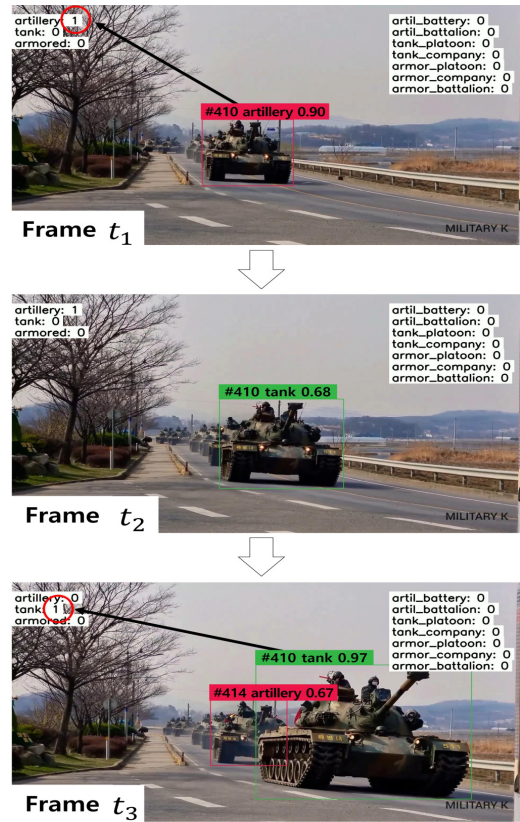 artillery: 1
tank: 0
armored: 0
artil_battery: 0
artil_battalion: 0
tank_platoon: 0
tank_company: 0
armor_platoon: 0
armor_company: 0
armor_battalion: 0
#410 artillery 0.90
Frame t1
MILITARY K
artillery: 1
tank: 0
armored: 0
artil_battery: 0
artil_battalion: 0
tank_platoon: 0
tank_company: 0
armor_platoon: 0
armor_company: 0
armor_battalion: 0
#410 tank 0.68
Frame t2
MILITARY K
artillery: 0
tank: 1
armored: 0
artil_battery: 0
artil_battalion: 0
tank_platoon: 0
tank_company: 0
armor_platoon: 0
armor_company: 0
armor_battalion: 0
#410 tank 0.97
#414 artillery 0.67
Frame t3
MILITARY K